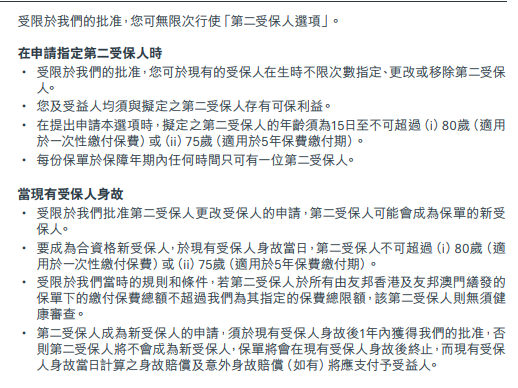 受限於我們的批准，您可無限次行使「第二受保人選項」。
在申請指定第二受保人時
• 受限於我們的批准，您可於現有的受保人在生時不限次數指定、更改或移除第二受保
人。
• 您及受益人均須與擬定之第二受保人存有可保利益。
• 在提出申請本選項時，擬定之第二受保人的年齡須為15日至不可超過（i）80歲（適用
於一次性繳付保費）或（ii）75歲（適用於5年保費繳付期）。
• 每份保單於保障年期內任何時間只可有一位第二受保人。
當現有受保人身故
• 受限於我們批准第二受保人更改受保人的申請，第二受保人可能會成為保單的新受
保人。
• 要成為合資格新受保人，於現有受保人身故當日，第二受保人不可超過（i）80歲（適
用於一次性繳付保費）或（ii）75歲（適用於5年保費繳付期）。
• 受限於我們當時的規則和條件，若第二受保人於所有由友邦香港及友邦澳門繕發的
保單下的繳付保費總額不超過我們為其指定的保費總限額，該第二受保人則無須健
康審查。
• 第二受保人成為新受保人的申請，須於現有受保人身故後1年內獲得我們的批准，否
則第二受保人將不會成為新受保人，保單將會在現有受保人身故後終止，而現有受保
人身故當日計算之身故賠償及意外身故賠償（如有）將應支付予受益人。